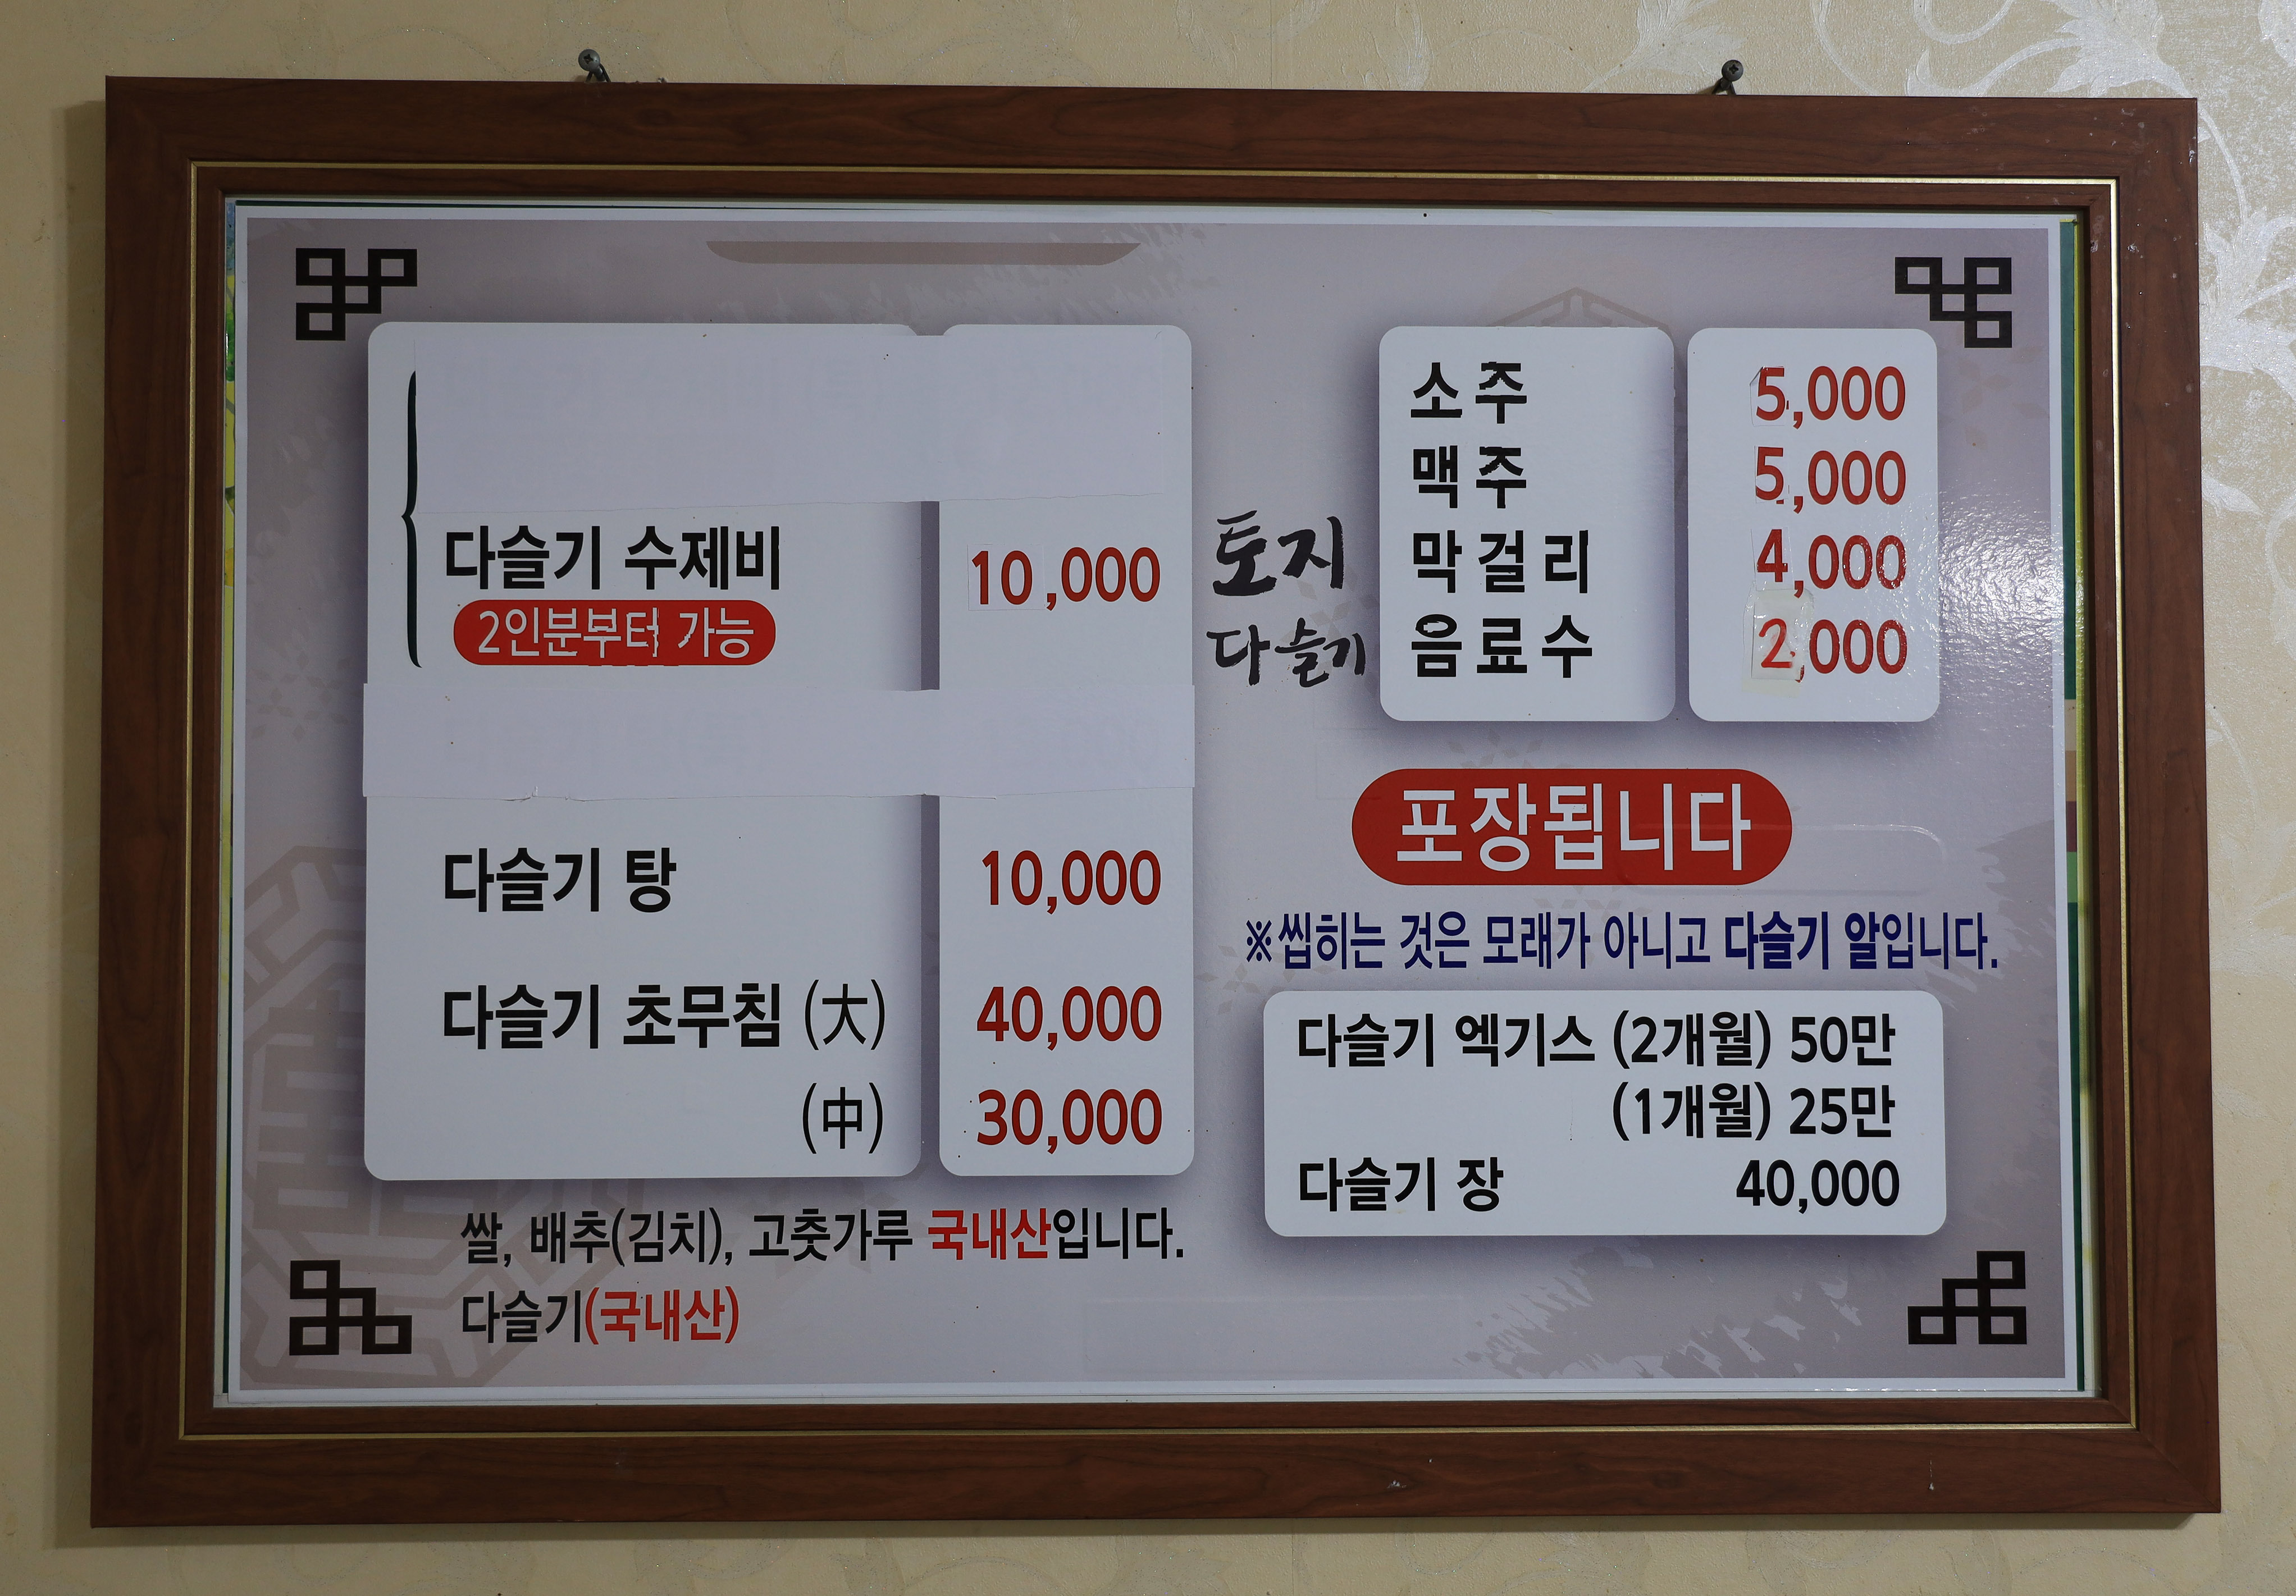 다슬기 수제비 10,000
2인분부터 가능
다슬기 탕 10,000
다슬기 초무침 (大) 40,000
(中) 30,000
쌀, 배추(김치), 고춧가루 국내산입니다.
다슬기(국내산)
토지
다슬기
소주 5,000
맥주 5,000
막걸리 4,000
음료수 2,000
포장됩니다
※씹히는 것은 모래가 아니고 다슬기 알입니다.
다슬기 엑기스 (2개월) 50만
(1개월) 25만
다슬기 장 40,000